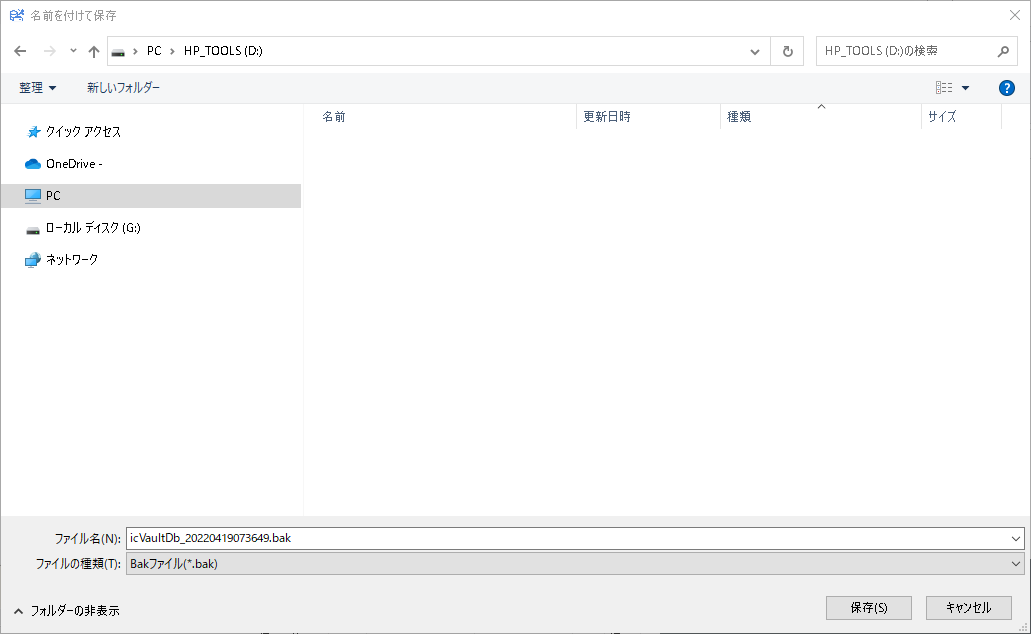 名前を付けて保存
PC › HP_TOOLS (D:)
HP_TOOLS (D:)の検索
整理 新しいフォルダー
名前 更新日時 種類 サイズ
クイック アクセス
OneDrive -
PC
ローカル ディスク (G:)
ネットワーク
ファイル名(N): icVaultDb_20220419073649.bak
ファイルの種類(T): Bakファイル(*.bak)
フォルダーの非表示
保存(S) キャンセル